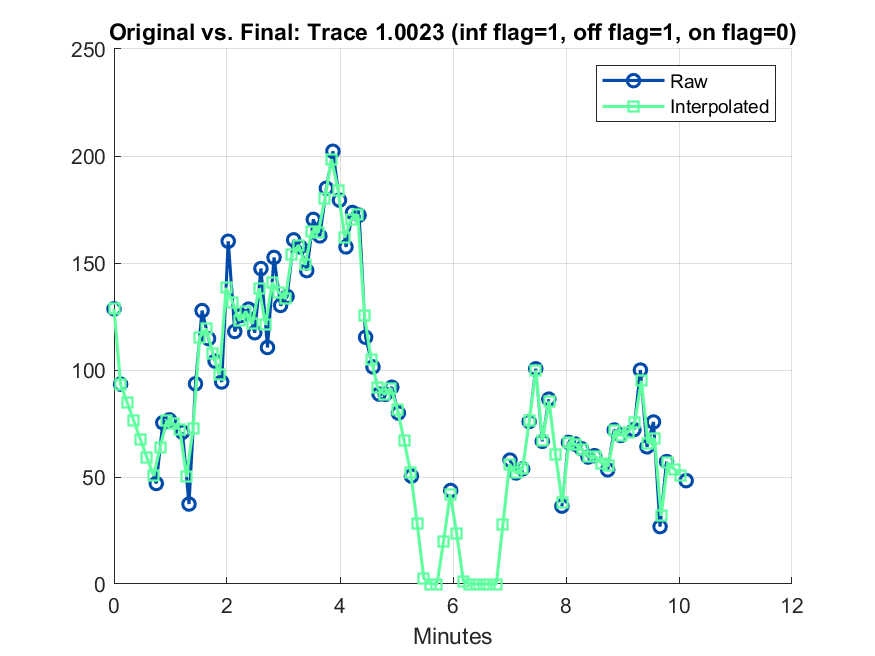 Original vs. Final: Trace 1.0023 (inf flag=1, off flag=1, on flag=0)
250
200
150
100
50
0
Raw
Interpolated
0 2 4 6 8 10 12
Minutes